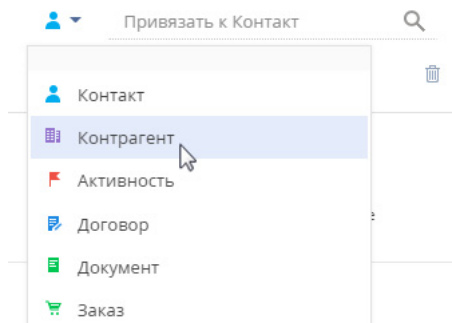 Привязать к Контакт
Контакт
Контрагент
Активность
Договор
Документ
Заказ